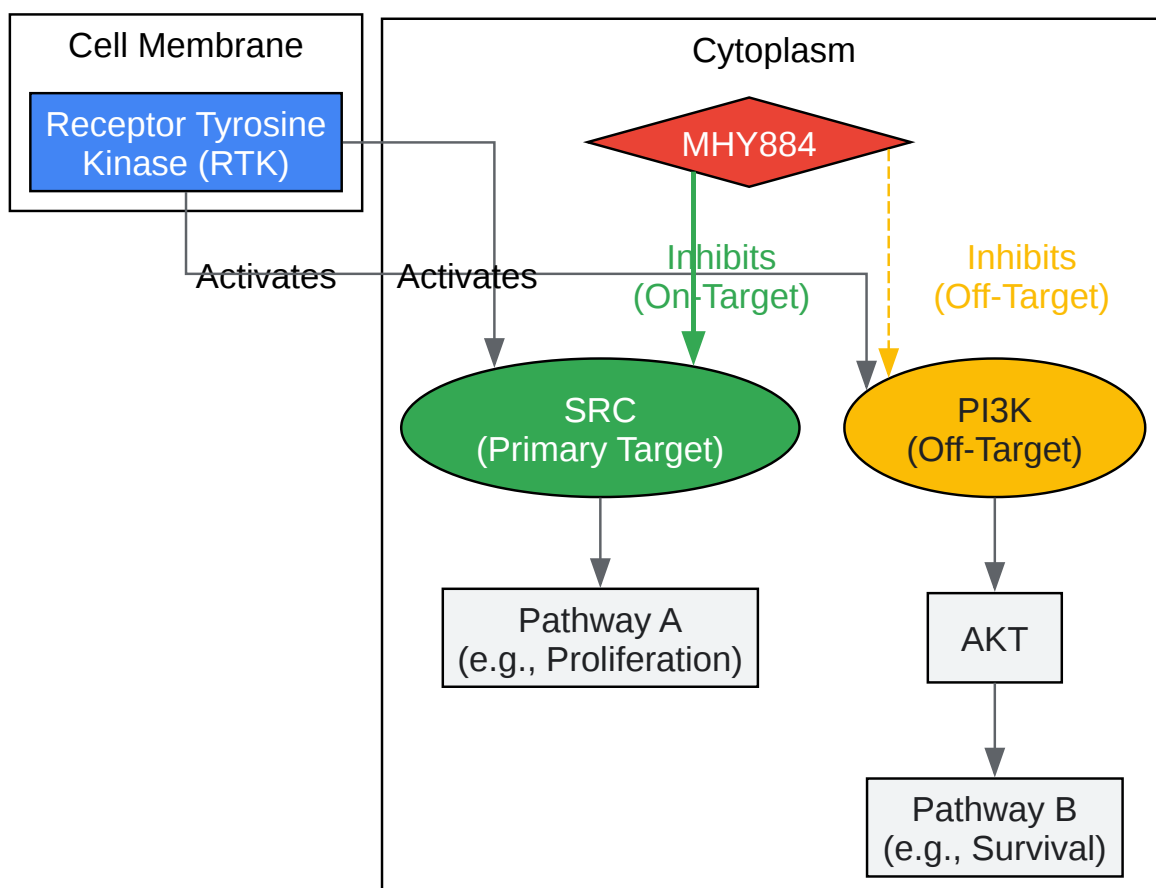 Cell Membrane
Receptor Tyrosine
Kinase (RTK)
Cytoplasm
MHY884
Activates
Activates
Inhibits
(On-Target)
Inhibits
(Off-Target)
SRC
(Primary Target)
PI3K
(Off-Target)
Pathway A
(e.g., Proliferation)
AKT
Pathway B
(e.g., Survival)